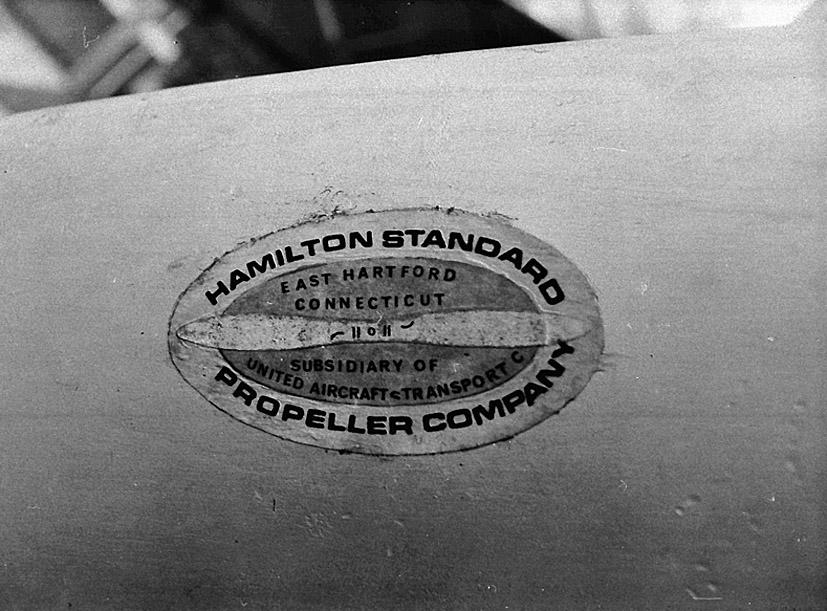 HAMILTON STANDARD
EAST HARTFORD
CONNECTICUT
SUBSIDIARY OF
UNITED AIRCRAFT & TRANSPORT C
PROPELLER COMPANY